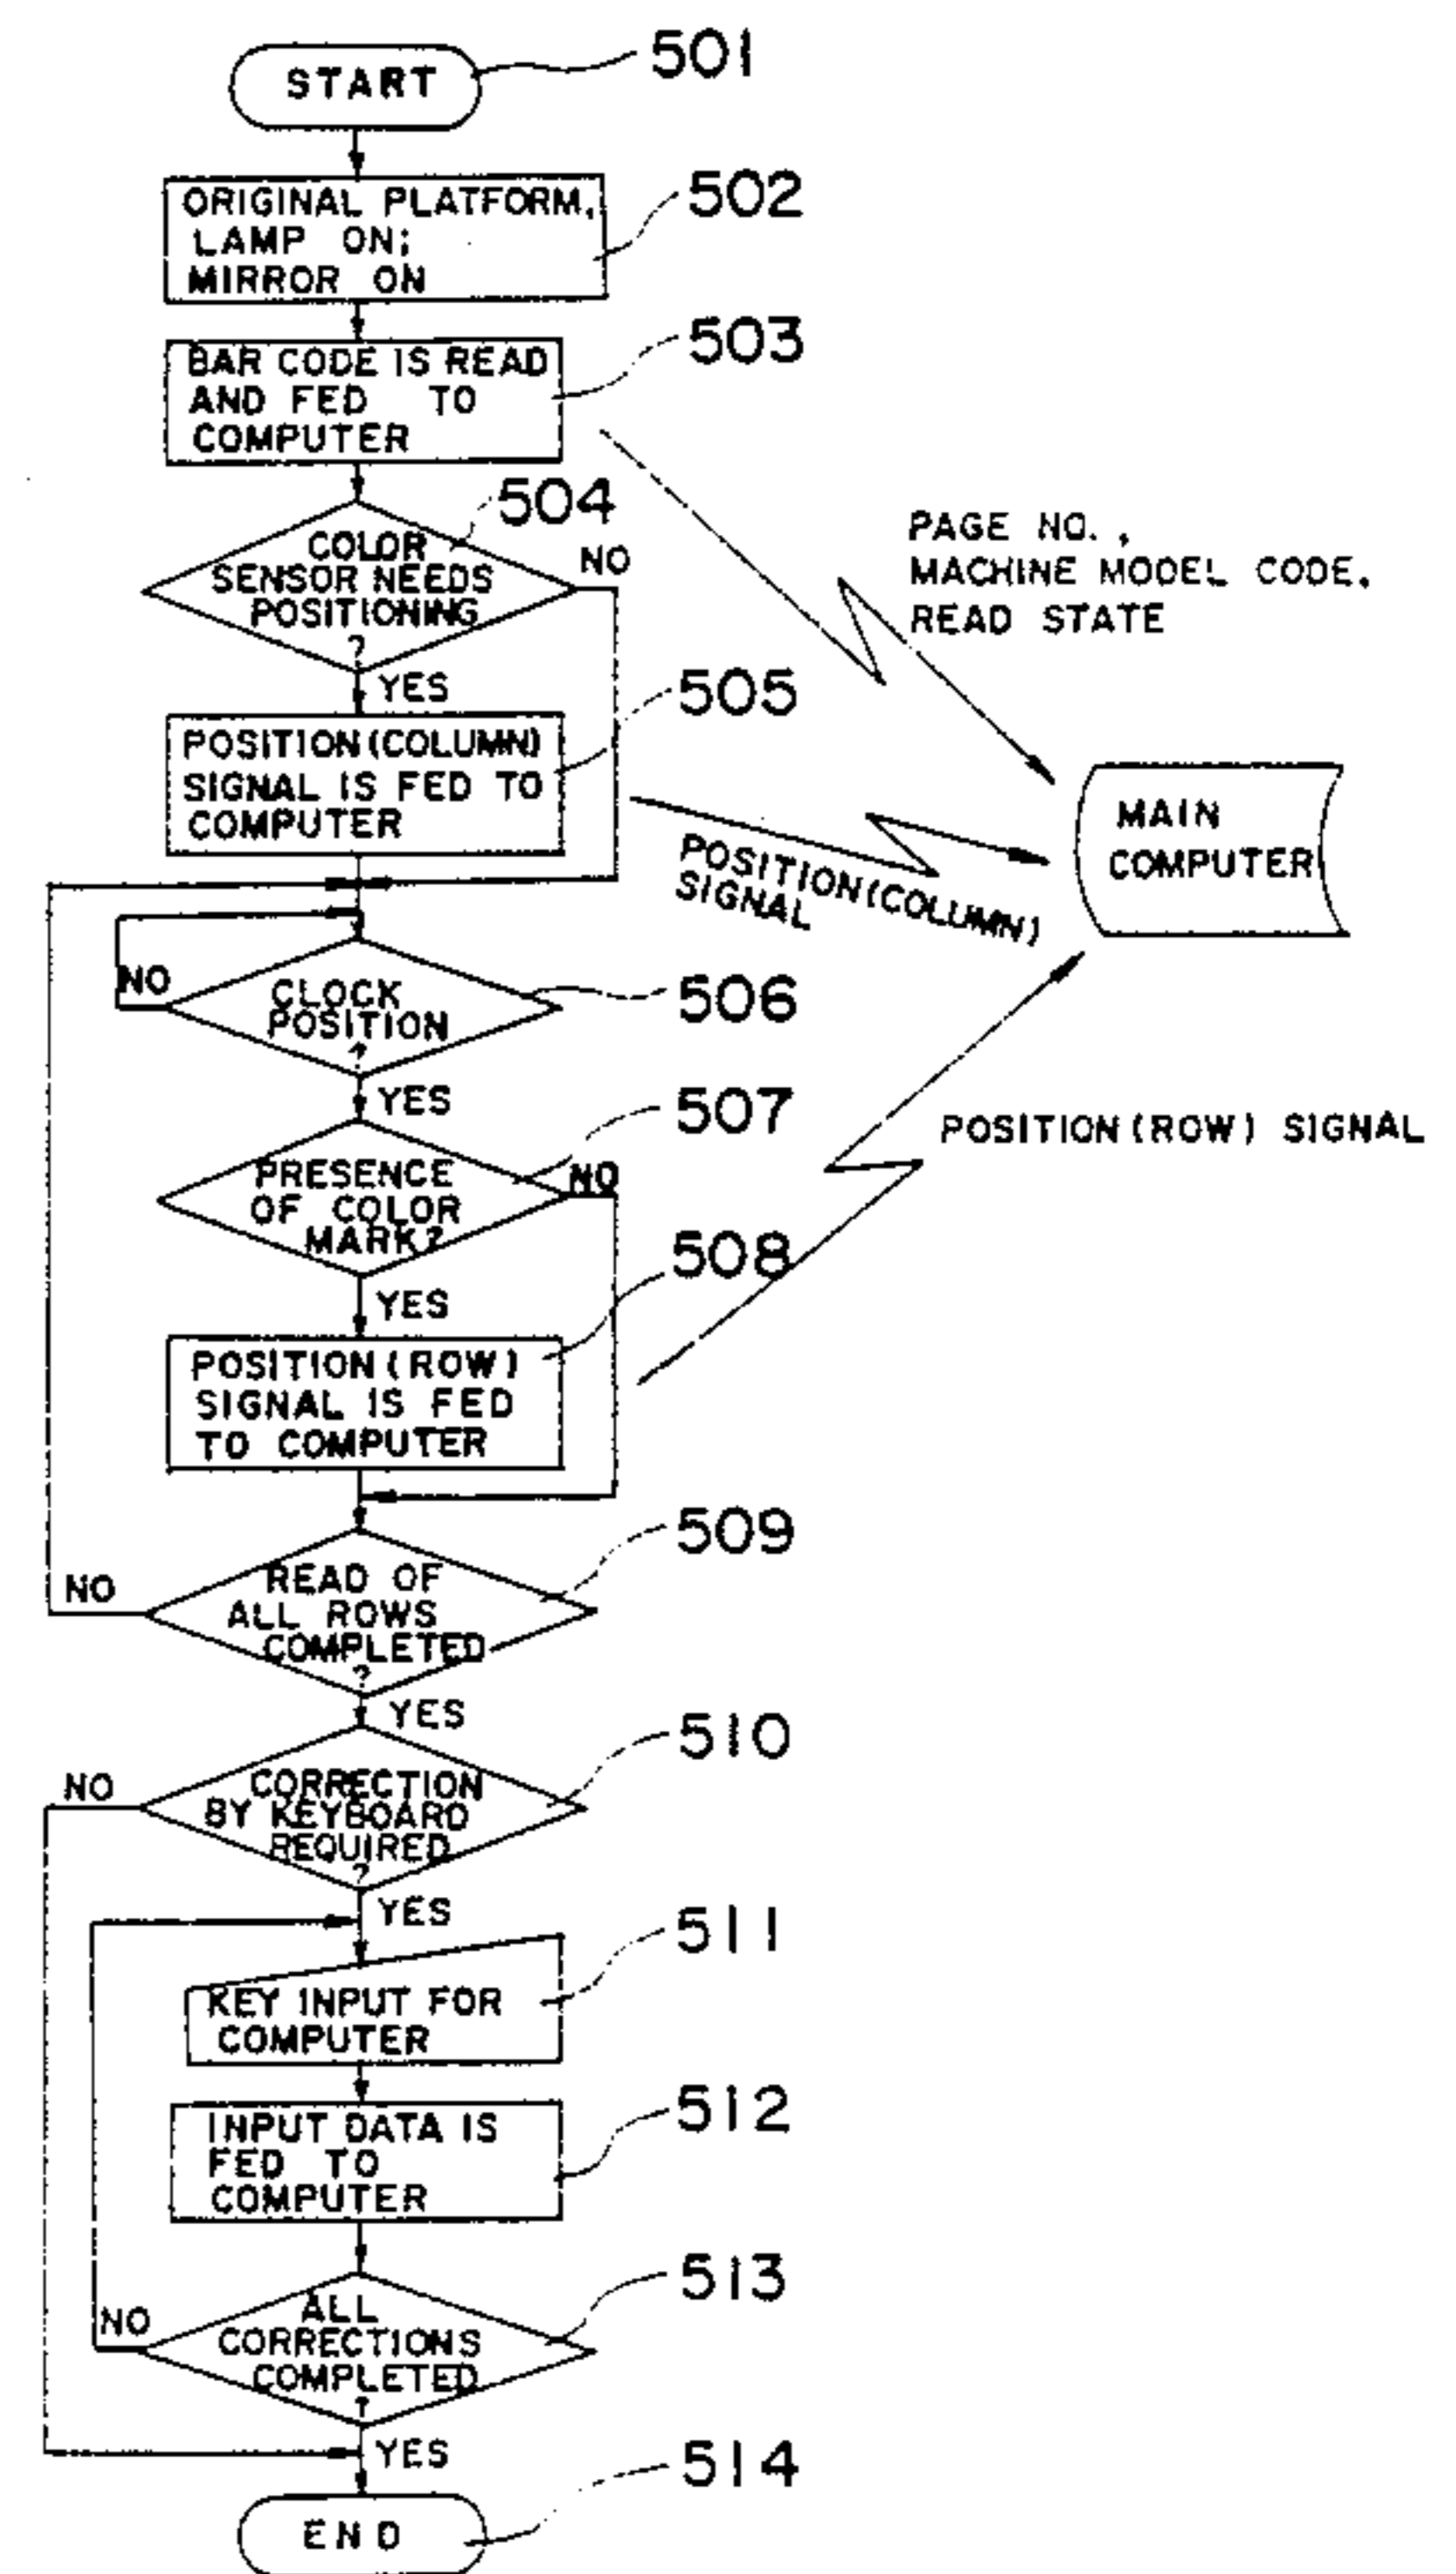 START
501
ORIGINAL PLATFORM,
LAMP ON;
MIRROR ON
502
BAR CODE IS READ
AND FED TO
COMPUTER
503
COLOR
SENSOR NEEDS
POSITIONING
?
504
NO
YES
PAGE NO.,
MACHINE MODEL CODE,
READ STATE
POSITION (COLUMN)
SIGNAL IS FED TO
COMPUTER
505
POSITION (COLUMN)
SIGNAL
MAIN
COMPUTER
CLOCK
POSITION
?
506
NO
YES
PRESENCE
OF COLOR
MARK?
507
NO
YES
POSITION (ROW) SIGNAL
POSITION (ROW)
SIGNAL IS FED
TO COMPUTER
508
READ OF
ALL ROWS
COMPLETED
?
509
NO
YES
CORRECTION
BY KEYBOARD
REQUIRED
?
510
NO
YES
KEY INPUT FOR
COMPUTER
511
INPUT DATA IS
FED TO
COMPUTER
512
ALL
CORRECTIONS
COMPLETED
?
513
NO
YES
END
514